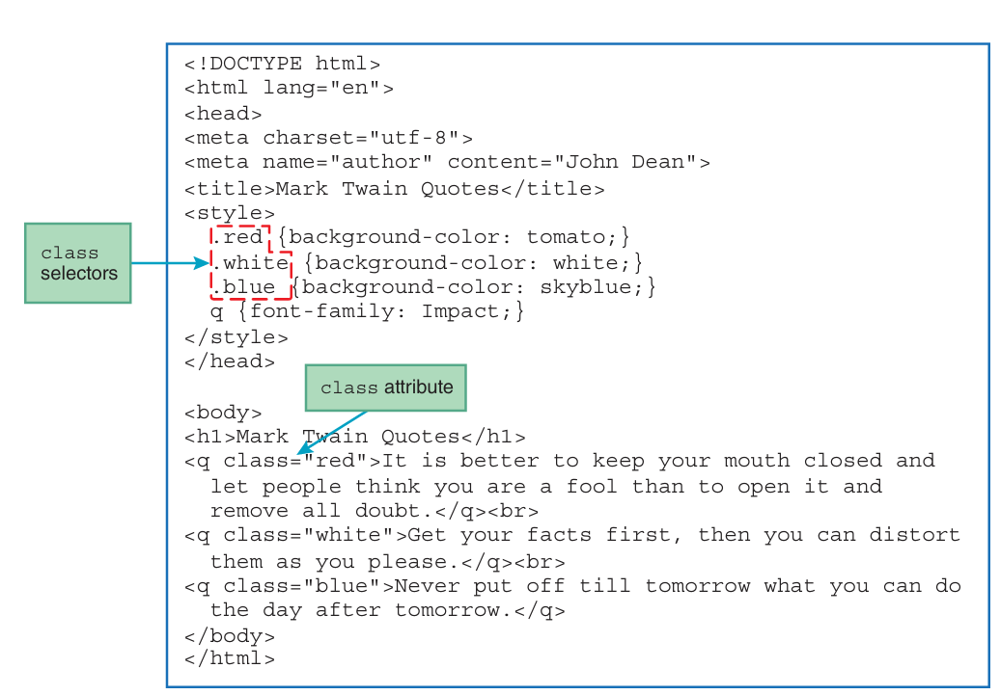 <!DOCTYPE html>
<html lang="en">
<head>
<meta charset="utf-8">
<meta name="author" content="John Dean">
<title>Mark Twain Quotes</title>
<style>
.red {background-color: tomato;}
class
selectors
.white {background-color: white;}
.blue {background-color: skyblue;}
q {font-family: Impact;}
</style>
</head>
class attribute
<body>
<h1>Mark Twain Quotes</h1>
<q class="red">It is better to keep your mouth closed and
let people think you are a fool than to open it and
remove all doubt.</q><br>
<q class="white">Get your facts first, then you can distort
them as you please.</q><br>
<q class="blue">Never put off till tomorrow what you can do
the day after tomorrow.</q>
</body>
</html>